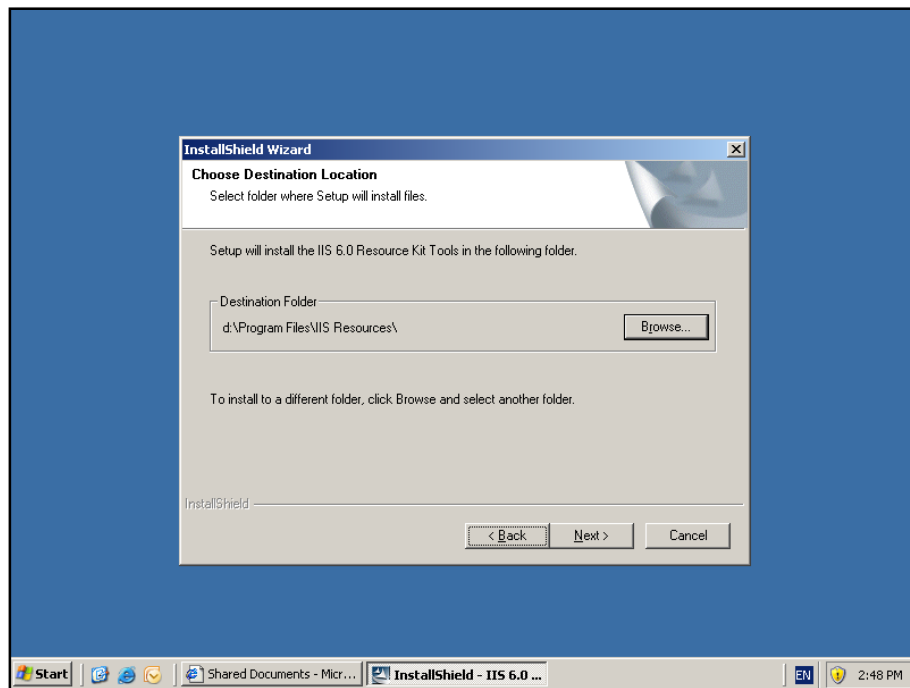 InstallShield Wizard
Choose Destination Location
Select folder where Setup will install files.
Setup will install the IIS 6.0 Resource Kit Tools in the following folder.
Destination Folder
d:\Program Files\IIS Resources\
Browse...
To install to a different folder, click Browse and select another folder.
InstallShield
< Back Next > Cancel
Start Shared Documents - Micr... InstallShield - IIS 6.0 ... EN 2:48 PM